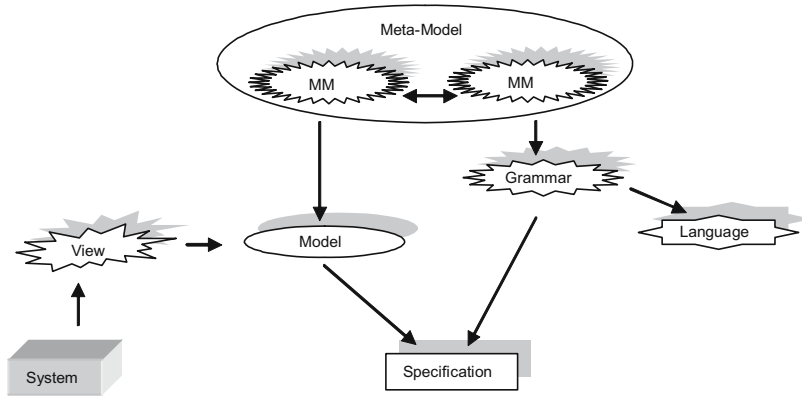 Meta-Model
MM
MM
Grammar
Language
Model
View
Specification
System